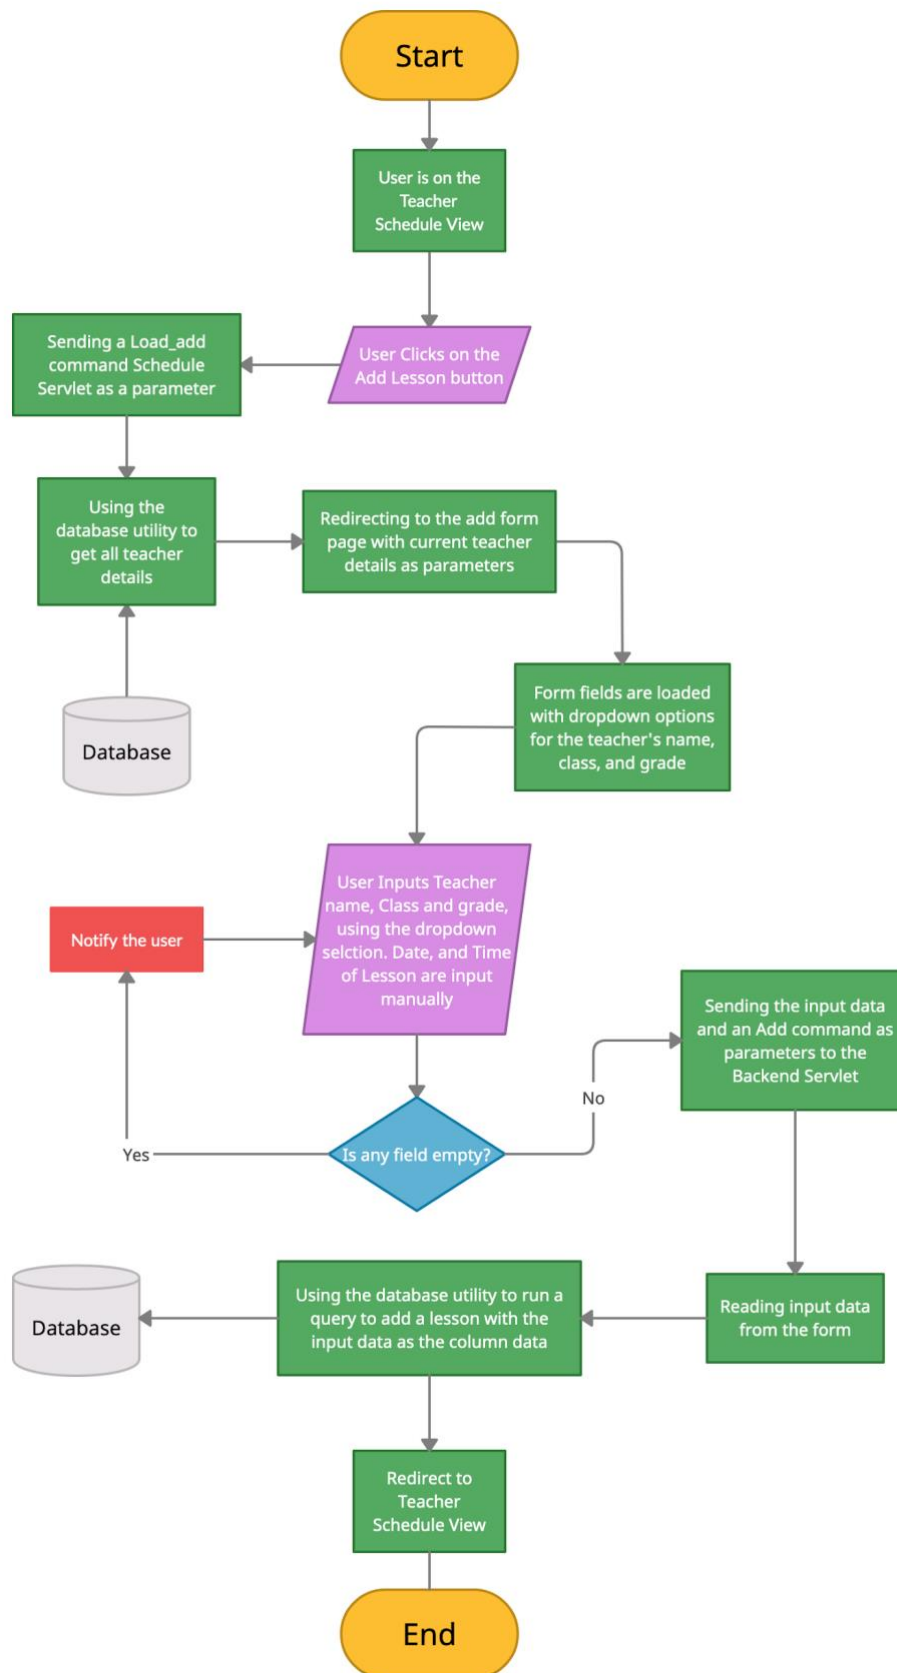 Start
User is on the
Teacher
Schedule View
User Clicks on the
Add Lesson button
Sending a Load_add
command Schedule
Servlet as a parameter
Using the
database utility to
get all teacher
details
Redirecting to the add form
page with current teacher
details as parameters
Database
Form fields are loaded
with dropdown options
for the teacher's name,
class, and grade
User Inputs Teacher
name, Class and grade,
using the dropdown
selction. Date, and Time
of Lesson are input
manually
Notify the user
Is any field empty?
Yes
No
Sending the input data
and an Add command as
parameters to the
Backend Servlet
Reading input data
from the form
Using the database utility to run a
query to add a lesson with the
input data as the column data
Database
Redirect to
Teacher
Schedule View
End